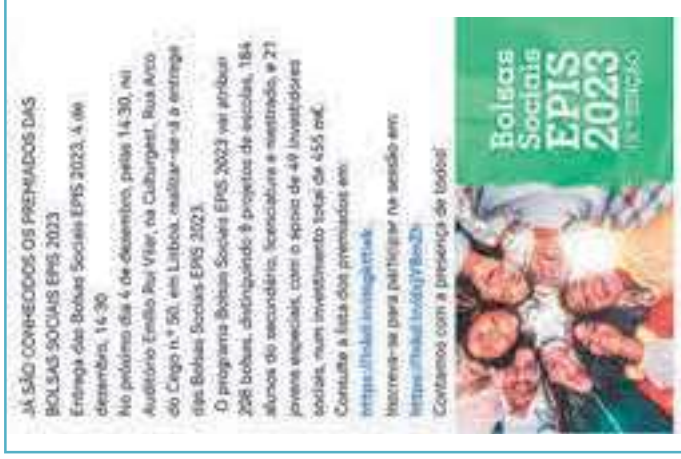 JÁ SÃO CONHECIDOS OS PREMIADOS DAS
BOLSAS SOCIAIS EPIS 2023
Entrega das Bolsas Sociais EPIS 2023, 4 de
dezembro, 14:30
No próximo dia 4 de dezembro, pelas 14:30, no
Auditório Emílio Rui Vilar, na Culturgest, Rua Arco
do Cego n.º 50, em Lisboa, realizar-se-á a entrega
das Bolsas Sociais EPIS 2023.
O programa Bolsas Sociais EPIS 2023 vai atribuir
208 bolsas, distinguindo 9 projetos de escolas, 184
alunos do secundário, licenciatura e mestrado, e 21
jovens especiais, com o apoio de 49 investidores
sociais, num investimento total de 455 m€.
Consulte a lista dos premiados em:
Inscreva-se para participar na sessão em:
Contamos com a presença de todos!
Bolsas
Sociais
EPIS
2023
EDIÇÃO